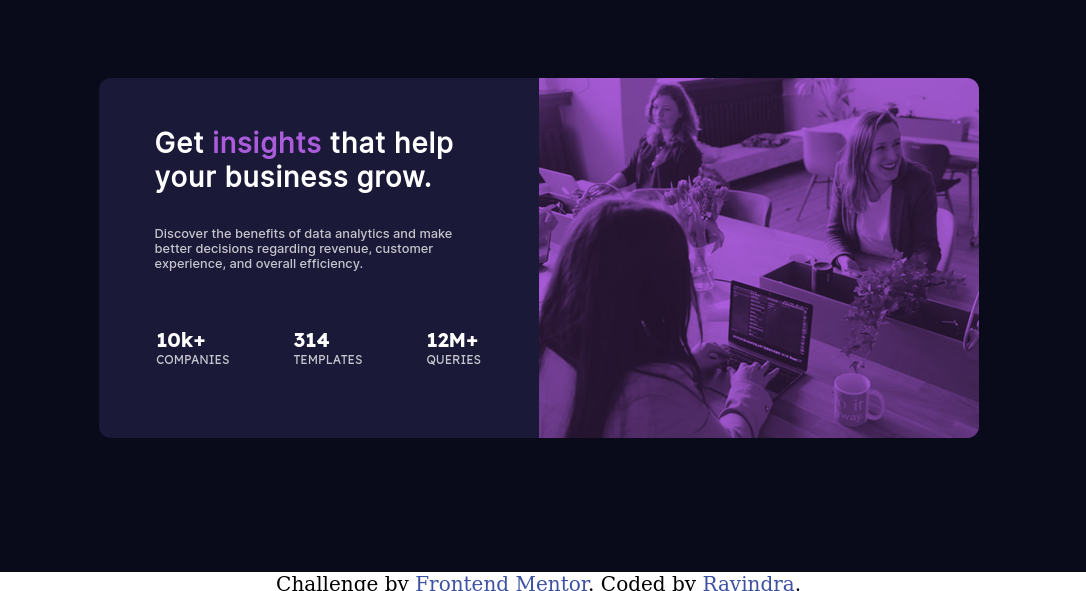 Get insights that help
your business grow.
Discover the benefits of data analytics and make
better decisions regarding revenue, customer
experience, and overall efficiency.
10k+ 314 12M+
COMPANIES TEMPLATES QUERIES
Challenge by Frontend Mentor. Coded by Ravindra.